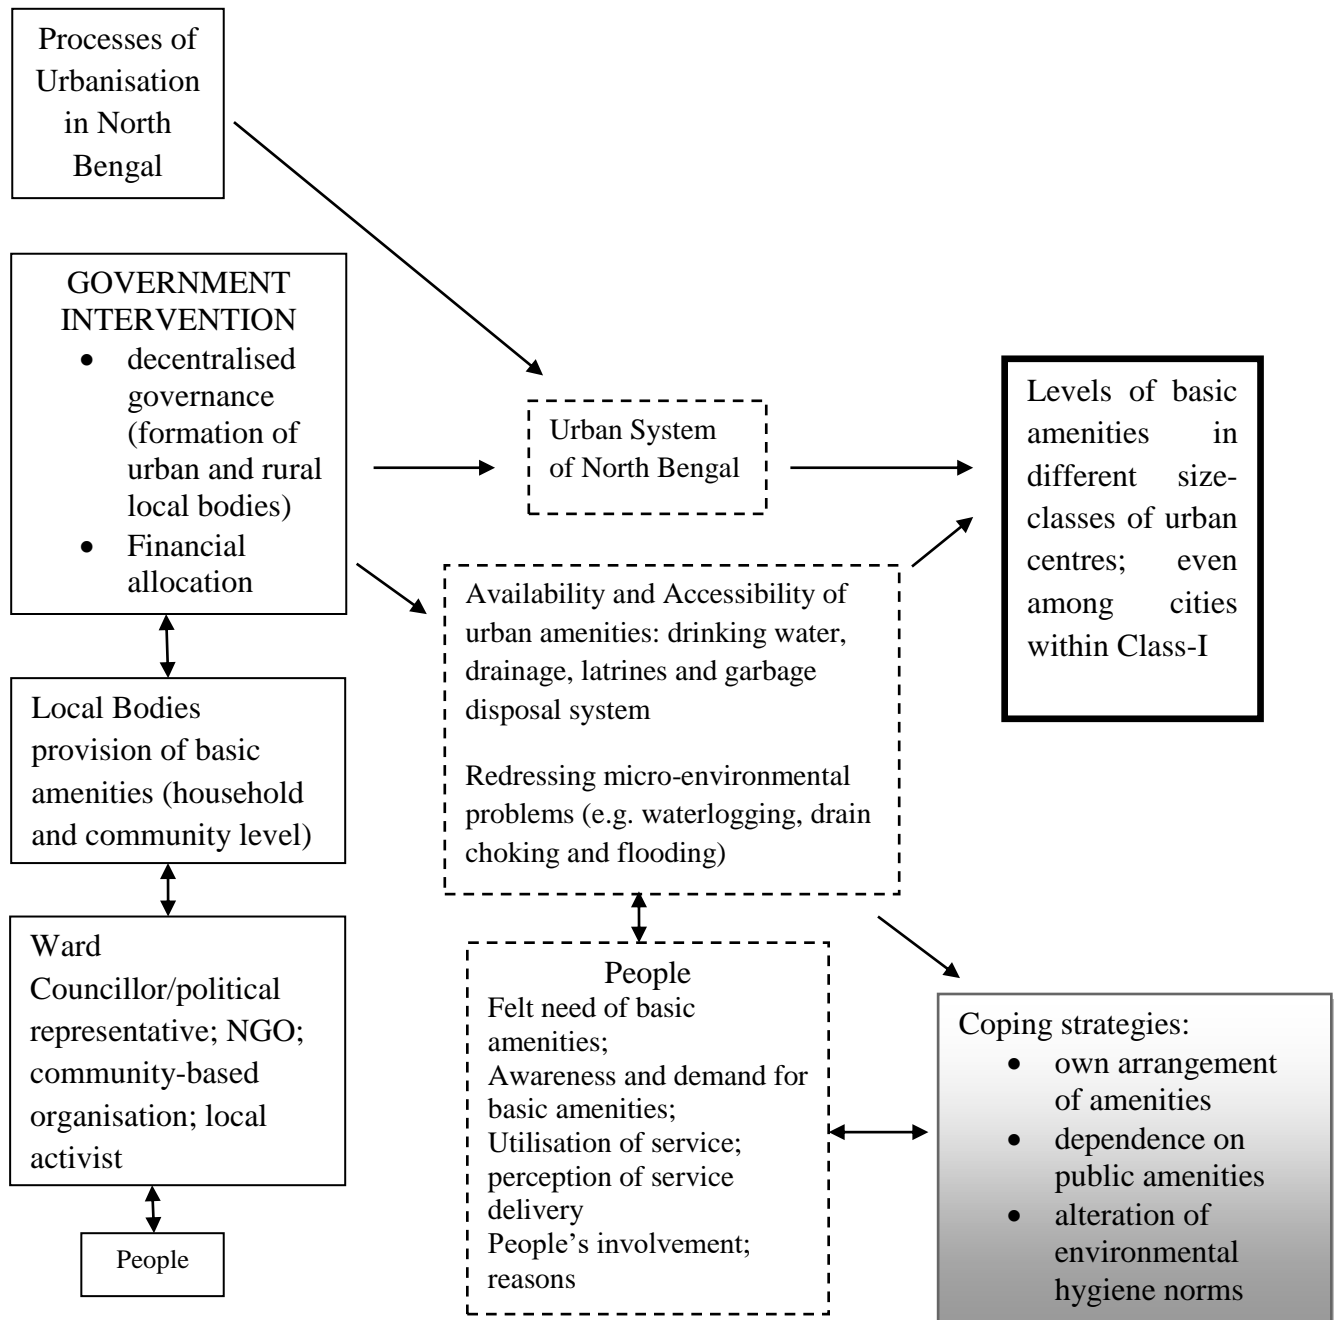 Processes of
Urbanisation
in North
Bengal
GOVERNMENT
INTERVENTION
• decentralised
governance
(formation of
urban and rural
local bodies)
• Financial
allocation
Local Bodies
provision of basic
amenities (household
and community level)
Ward
Councillor/political
representative; NGO;
community-based
organisation; local
activist
People
Urban System
of North Bengal
Availability and Accessibility of
urban amenities: drinking water,
drainage, latrines and garbage
disposal system
Redressing micro-environmental
problems (e.g. waterlogging, drain
choking and flooding)
People
Felt need of basic
amenities;
Awareness and demand for
basic amenities;
Utilisation of service;
perception of service
delivery
People’s involvement;
reasons
Levels of basic
amenities in
different size-
classes of urban
centres; even
among cities
within Class-I
Coping strategies:
• own arrangement
of amenities
• dependence on
public amenities
• alteration of
environmental
hygiene norms